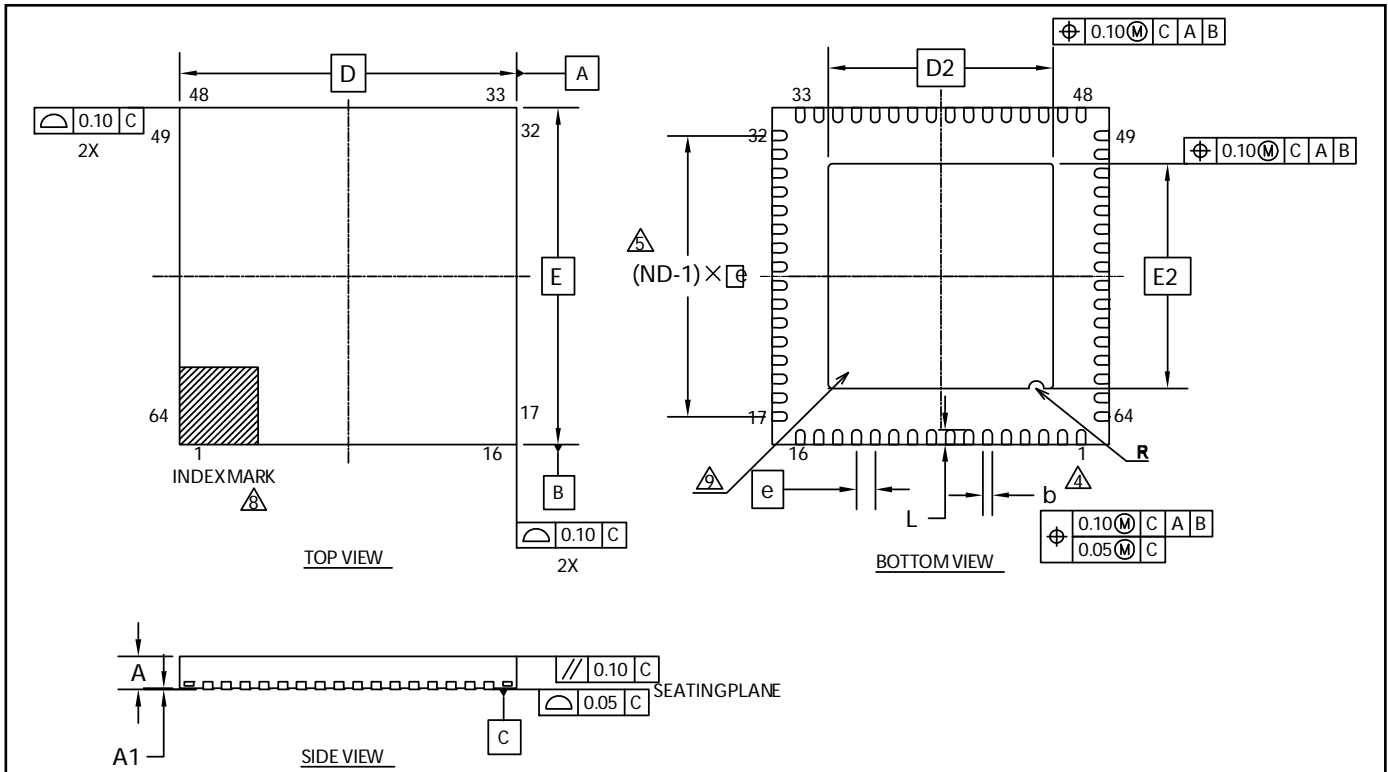 D
A
48
33
⌓ 0.10 C
2X
49
32
E
64
17
1
16
INDEXMARK
8
B
⌓ 0.10 C
2X
TOP VIEW
⌖ 0.10 Ⓜ C A B
D2
33
48
32
49
⌖ 0.10 Ⓜ C A B
5
(ND-1) × e
E2
17
64
16
1
R
9
e
4
L
b
⌖ 0.10 Ⓜ C A B
0.05 Ⓜ C
BOTTOM VIEW
A
// 0.10 C
SEATINGPLANE
⌓ 0.05 C
C
A1
SIDE VIEW